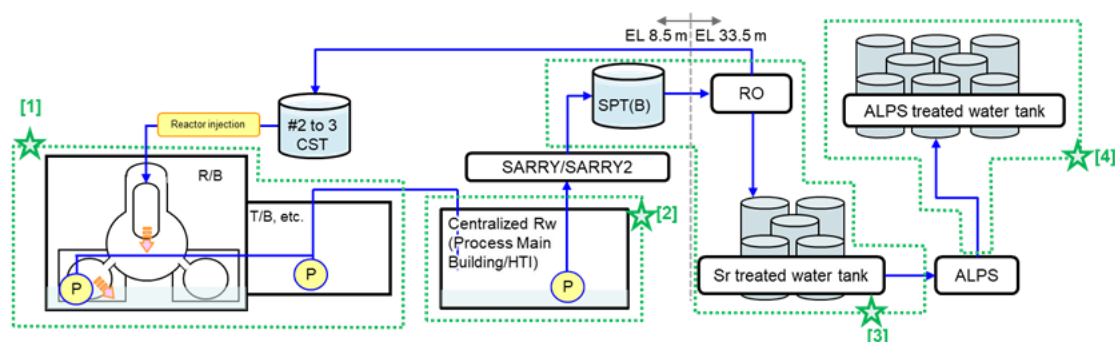 EL 8.5 m
EL 33.5 m
[1]
Reactor injection
#2 to 3
CST
SPT(B)
RO
ALPS treated water tank
[4]
R/B
T/B, etc.
SARRY/SARRY2
[2]
Centralized Rw
(Process Main
Building/HTI)
P
P
P
Sr treated water tank
ALPS
[3]